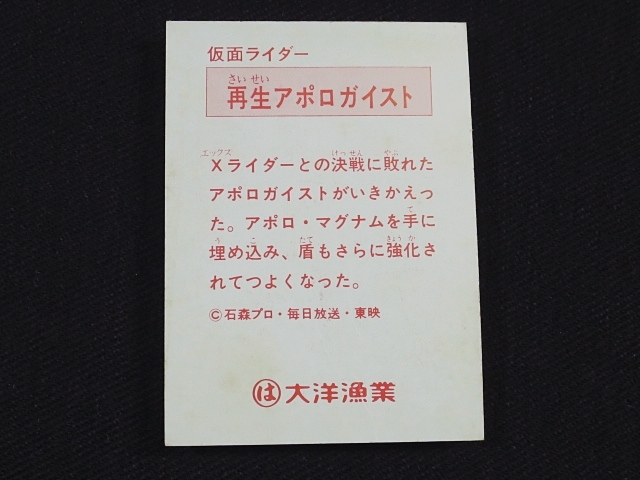 仮面ライダー
さいせい
再生アポロガイスト
エックス けっせん やぶ
Xライダーとの決戦に敗れた
アポロガイストがいきかえっ
て
た。アポロ・マグナムを手に
う こ たて きょうか
埋め込み、盾もさらに強化さ
れてつよくなった。
©石森プロ・毎日放送・東映
は 大洋漁業